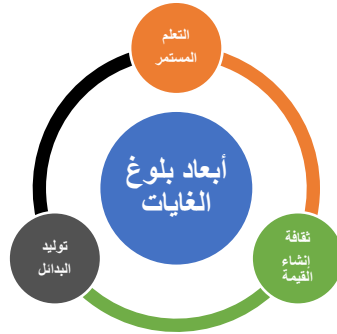 التعلم
المستمر
أبعاد بلوغ
الغايات
ثقافة
إنشاء
القيمة
توليد
البدائل